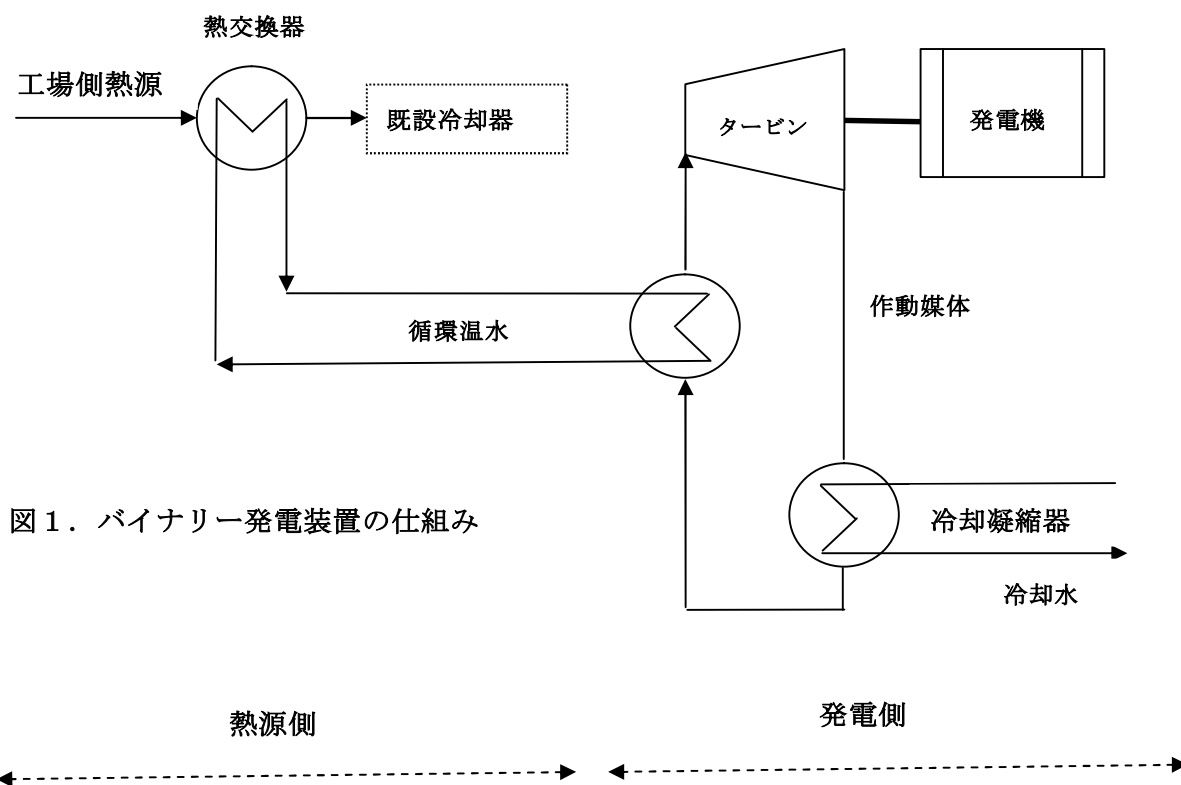 熱交換器
工場側熱源
既設冷却器
タービン
発電機
作動媒体
循環温水
図１．バイナリー発電装置の仕組み
冷却凝縮器
冷却水
熱源側
発電側